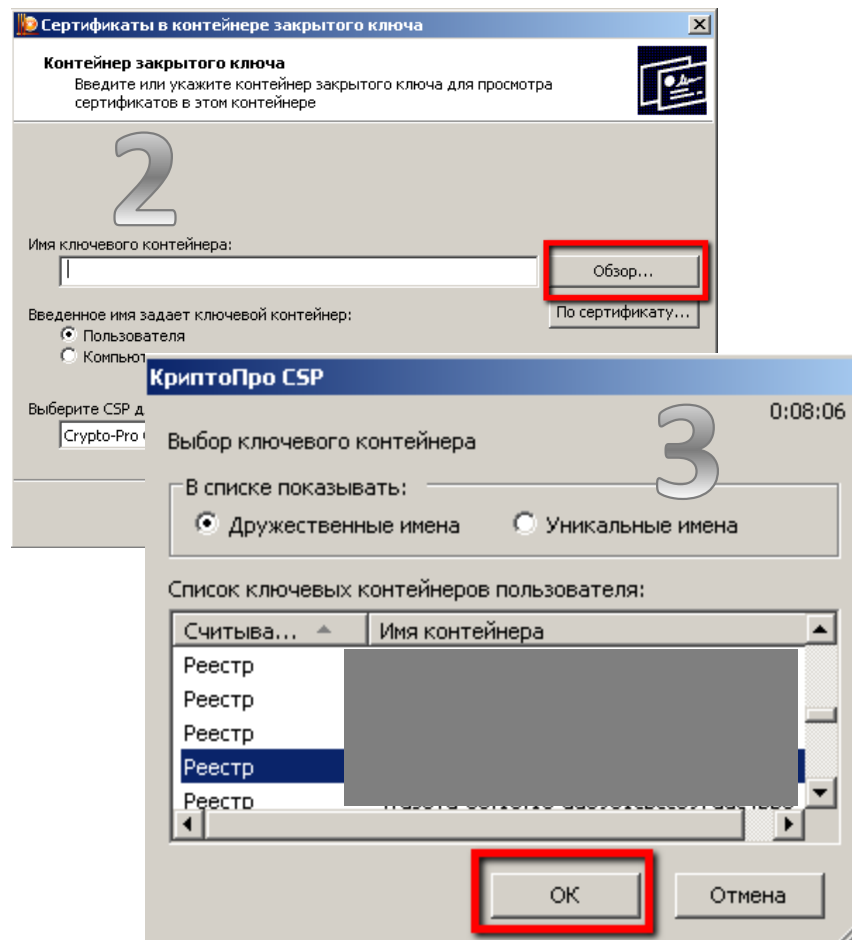 Сертификаты в контейнере закрытого ключа
Контейнер закрытого ключа
Введите или укажите контейнер закрытого ключа для просмотра
сертификатов в этом контейнере
2
Имя ключевого контейнера:
Обзор...
Введенное имя задает ключевой контейнер:
По сертификату...
Пользователя
Выберите CSP
Crypto-Pro
КриптоПро CSP
0:08:06
3
Выбор ключевого контейнера
В списке показывать:
Дружественные имена
Уникальные имена
Список ключевых контейнеров пользователя:
Считыва...
Имя контейнера
Реестр
Реестр
Реестр
Реестр
Реестр
OK
Отмена